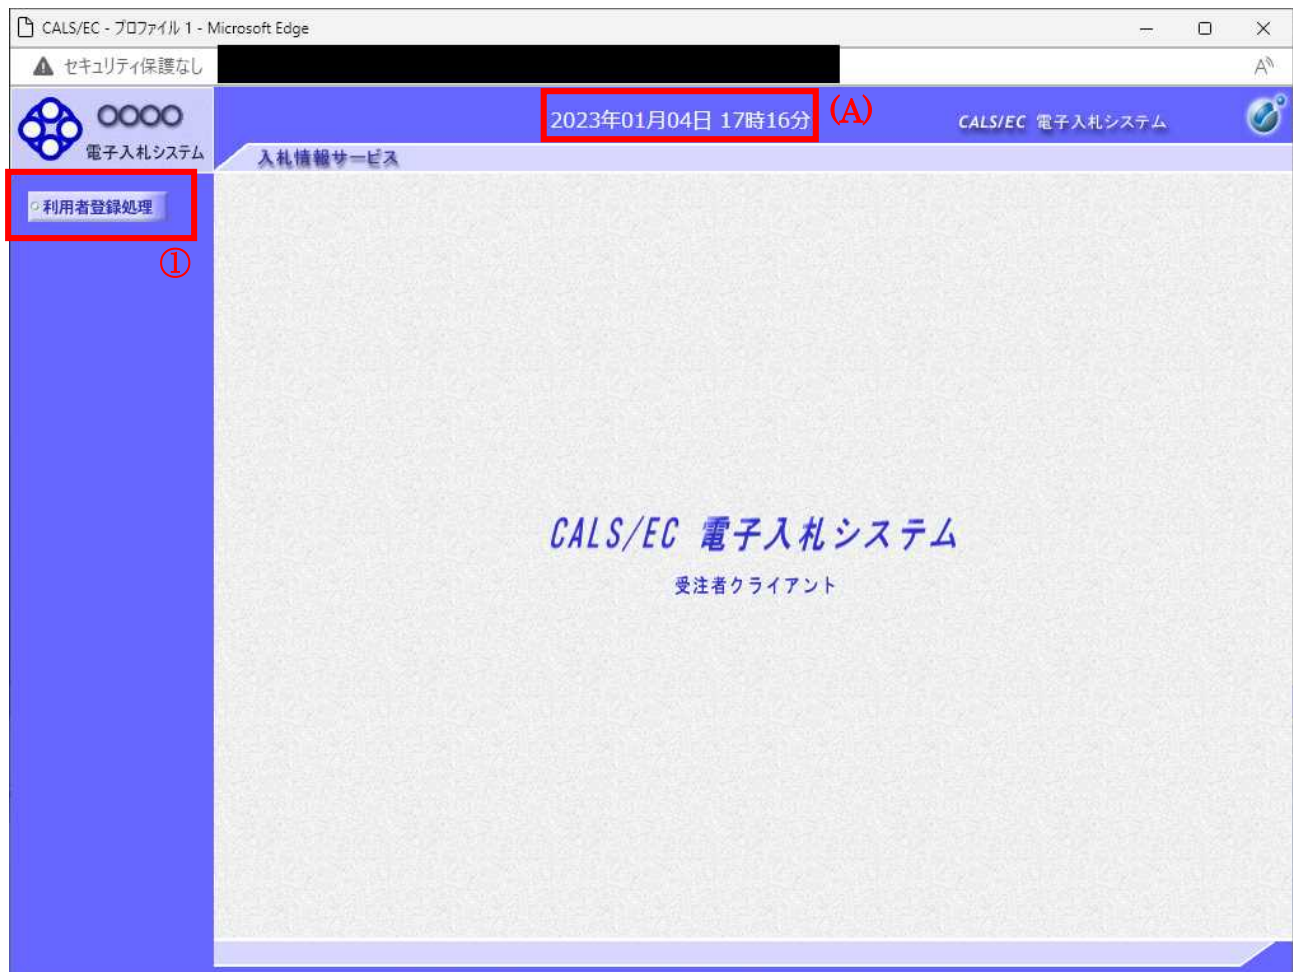 CALS/EC - プロファイル 1 - Microsoft Edge
セキュリティ保護なし
○○○○
電子入札システム
2023年01月04日 17時16分
(A)
CALS/EC 電子入札システム
入札情報サービス
利用者登録処理
①
CALS/EC 電子入札システム
受注者クライアント